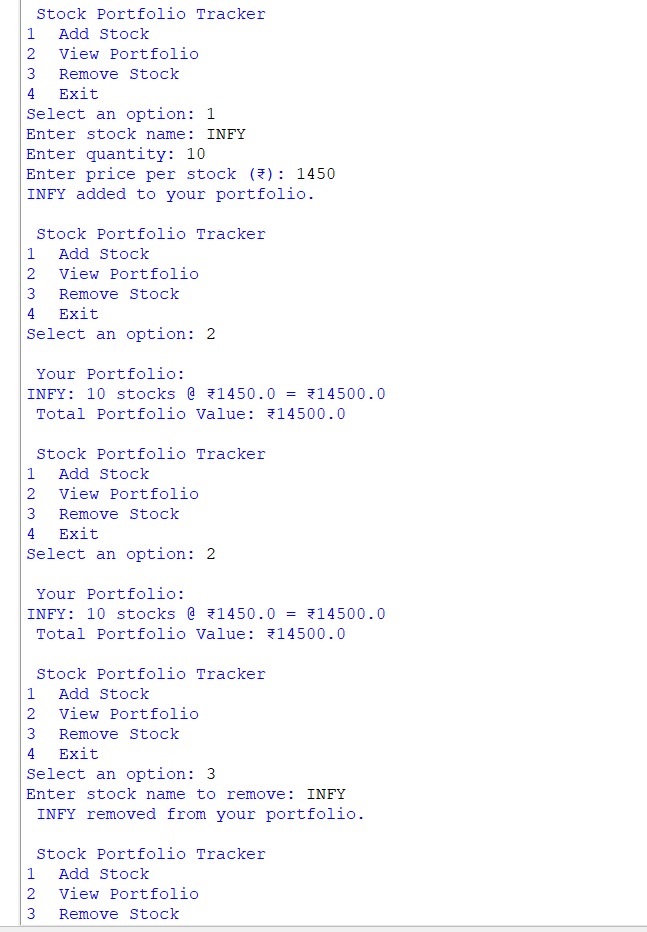 Stock Portfolio Tracker
1  Add Stock
2  View Portfolio
3  Remove Stock
4  Exit
Select an option: 1
Enter stock name: INFY
Enter quantity: 10
Enter price per stock (₹): 1450
INFY added to your portfolio.
Stock Portfolio Tracker
1  Add Stock
2  View Portfolio
3  Remove Stock
4  Exit
Select an option: 2
Your Portfolio:
INFY: 10 stocks @ ₹1450.0 = ₹14500.0
Total Portfolio Value: ₹14500.0
Stock Portfolio Tracker
1  Add Stock
2  View Portfolio
3  Remove Stock
4  Exit
Select an option: 2
Your Portfolio:
INFY: 10 stocks @ ₹1450.0 = ₹14500.0
Total Portfolio Value: ₹14500.0
Stock Portfolio Tracker
1  Add Stock
2  View Portfolio
3  Remove Stock
4  Exit
Select an option: 3
Enter stock name to remove: INFY
INFY removed from your portfolio.
Stock Portfolio Tracker
1  Add Stock
2  View Portfolio
3  Remove Stock